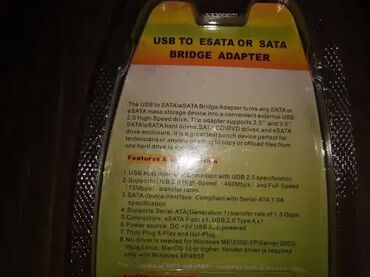 USB TO ESATA OR SATA
BRIDGE ADAPTER
The USB to SATA/eSATA Bridge Adapter turns any SATA or
eSATA mass storage device into a convenient external USB
2.0 High-Speed drive. The adapter supports 2.5" and 3.5"
SATA/eSATA hard drives, SATA CD/DVD drives, and eSATA
drive enclosure. It is a great test bench device perfect for
technicians or anyone needing to copy or offload files from
one hard drive to another.
Features &
1. USB host interface: Compliant with UDB 2.0 specification
2. Supports USB 2.0 High-Speed (480Mbps) and Full-Speed
(12Mbps) transfer rates.
3. SATA device interface: Compliant with Serial-ATA 1.0A
specification
4. Supports Serial-ATA(Generation 1) transfer rate of 1.5 Gbps
5. Connectors: eSATA 7-pin x1, USB 2.0 Type A x1
6. Power source: DC +5V USB bus-powered
7. Truly Plug & Play and Hot-Plug
8. No driver is needed for Windows ME/2000/XP/Server 2003/
Vista, Linux, MacOS 10 or higher. Vendor driver is required
only with Windows 98/98SE